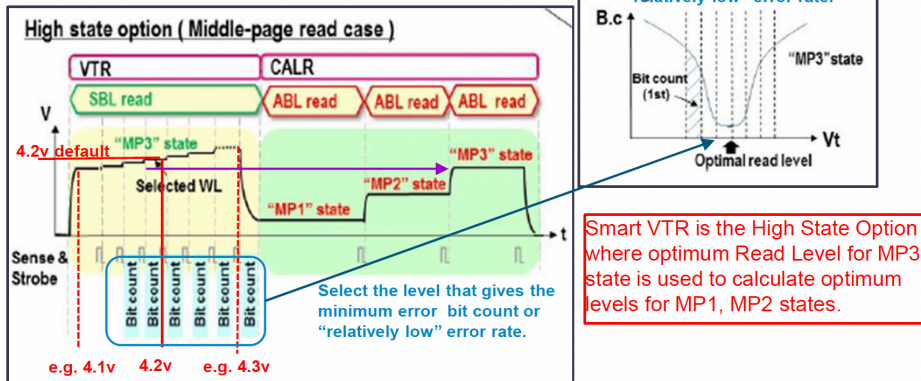 High state option ( Middle-page read case )
VTR
CALR
SBL read
ABL read
ABL read
ABL read
V
4.2v default
"MP3" state
Selected WL
"MP1" state
"MP2" state
"MP3" state
t
Sense &
Strobe
Bit count
Bit count
Bit count
Bit count
Bit count
Bit count
Select the level that gives the
minimum error bit count or
"relatively low" error rate.
e.g. 4.1v
4.2v
e.g. 4.3v
"relatively low" error rate.
B.c
"MP3" state
Bit count
(1st)
Vt
Optimal read level
Smart VTR is the High State Option
where optimum Read Level for MP3
state is used to calculate optimum
levels for MP1, MP2 states.